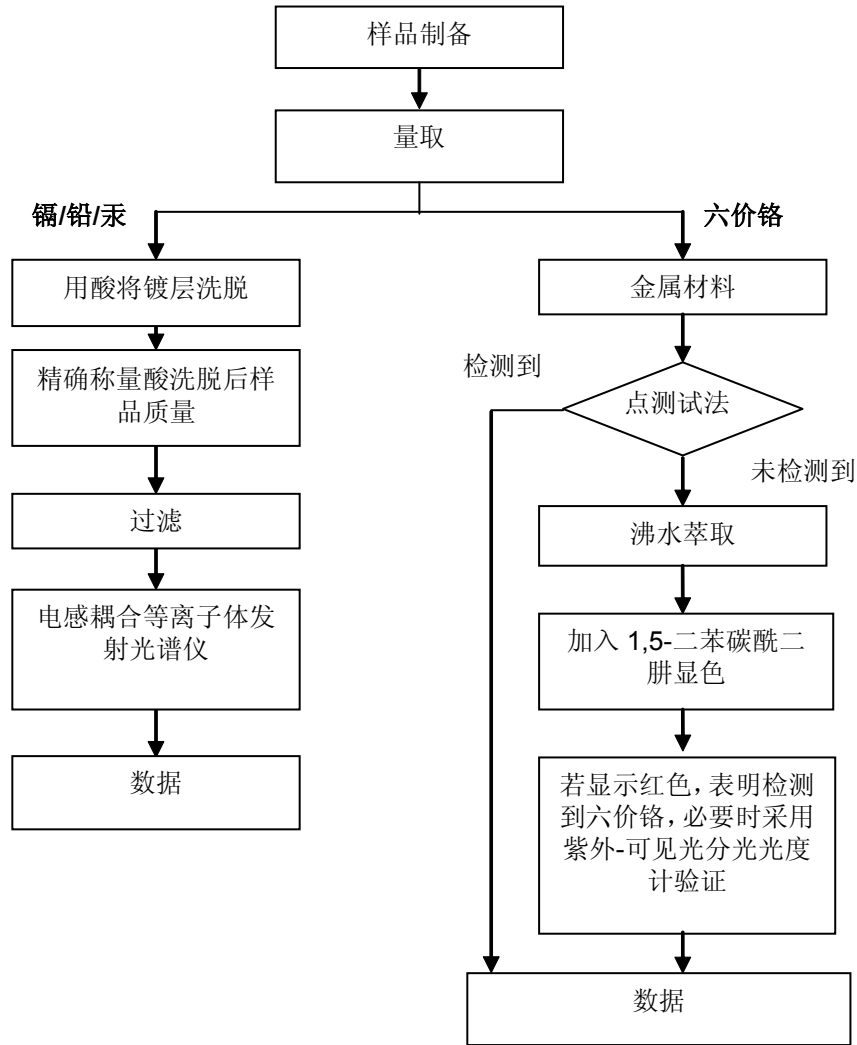 样品制备
量取
镉/铅/汞
用酸将镀层洗脱
精确称量酸洗脱后样
品质量
过滤
电感耦合等离子体发
射光谱仪
数据
六价铬
金属材料
检测到
点测试法
未检测到
沸水萃取
加入 1,5-二苯碳酰二
肼显色
若显示红色，表明检测
到六价铬，必要时采用
紫外-可见光分光光度
计验证
数据